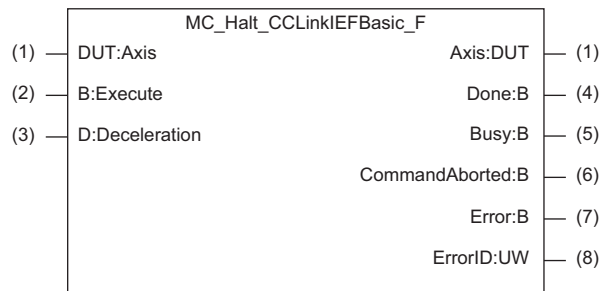 MC_Halt_CCLinkIEFBasic_F
(1) DUT:Axis Axis:DUT (1)
(2) B:Execute Done:B (4)
(3) D:Deceleration Busy:B (5)
CommandAborted:B (6)
Error:B (7)
ErrorID:UW (8)